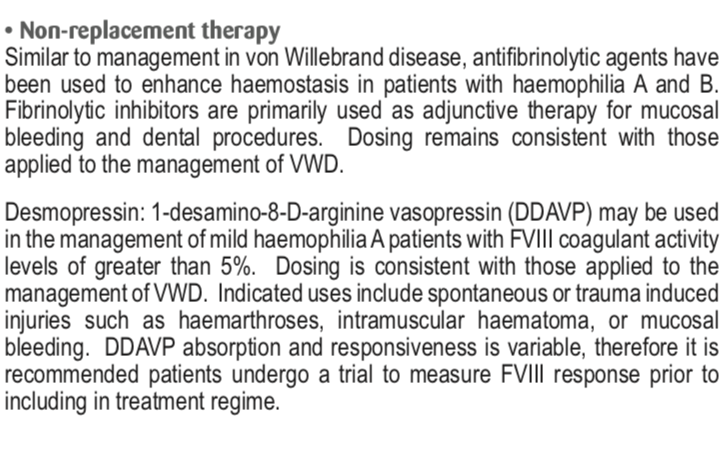 • Non-replacement therapy
Similar to management in von Willebrand disease, antifibrinolytic agents have
been used to enhance haemostasis in patients with haemophilia A and B.
Fibrinolytic inhibitors are primarily used as adjunctive therapy for mucosal
bleeding and dental procedures. Dosing remains consistent with those
applied to the management of VWD.
Desmopressin: 1-desamino-8-D-arginine vasopressin (DDAVP) may be used
in the management of mild haemophilia A patients with FVIII coagulant activity
levels of greater than 5%. Dosing is consistent with those applied to the
management of VWD. Indicated uses include spontaneous or trauma induced
injuries such as haemarthroses, intramuscular haematoma, or mucosal
bleeding. DDAVP absorption and responsiveness is variable, therefore it is
recommended patients undergo a trial to measure FVIII response prior to
including in treatment regime.